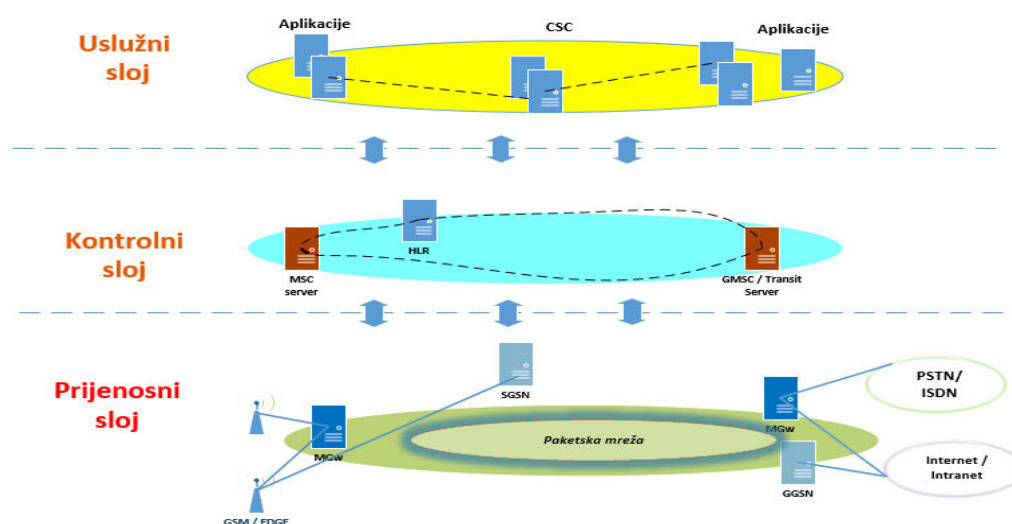 Uslužni
sloj
Aplikacije
CSC
Aplikacije
Kontrolni
sloj
HLR
MSC
server
GMSC / Transit
Server
Prijenosni
sloj
SGSN
MGw
Paketska mreža
MGw
GGSN
PSTN/
ISDN
Internet /
Intranet
GSM / EDGE